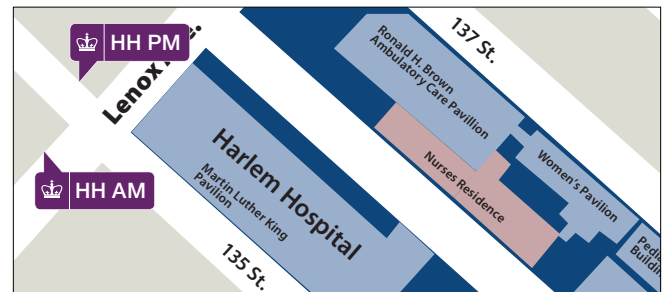 HH PM
Lenox
137 St.
Ronald H. Brown
Ambulatory Care Pavillion
Nurses Residence
Women's Pavilion
Harlem Hospital
Martin Luther King
Pavilion
HH AM
135 St.